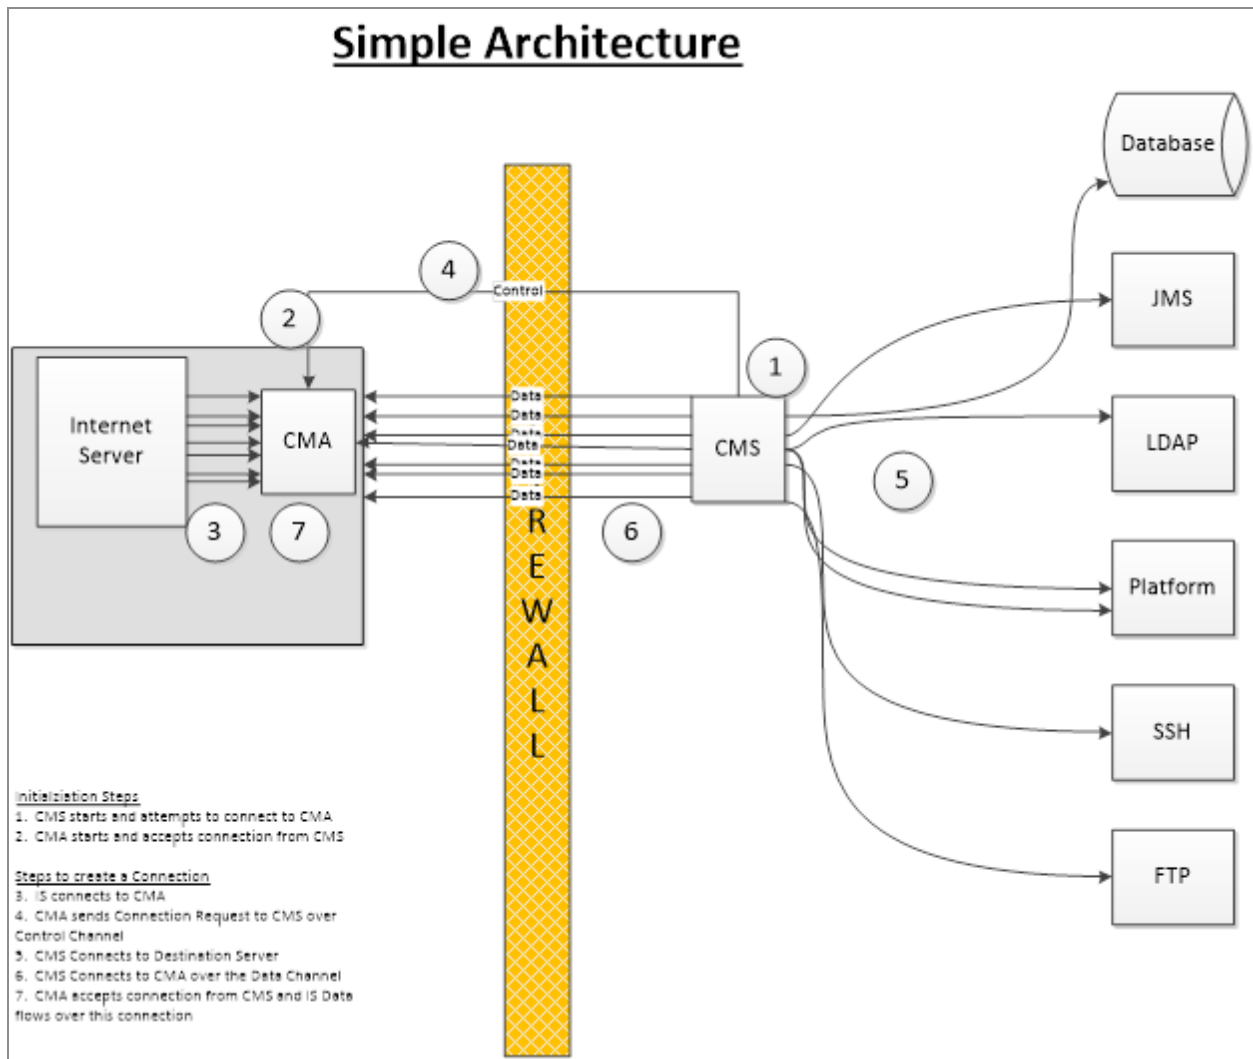 Simple Architecture
Database
4
Control
JMS
2
1
Internet
Server
CMA
Data
Data
Data
Data
Data
Data
Data
CMS
LDAP
5
3
7
6
R
E
W
A
L
L
Platform
SSH
FTP
Initialziation Steps
1. CMS starts and attempts to connect to CMA
2. CMA starts and accepts connection from CMS
Steps to create a Connection
3. IS connects to CMA
4. CMA sends Connection Request to CMS over
Control Channel
5. CMS Connects to Destination Server
6. CMS Connects to CMA over the Data Channel
7. CMA accepts connection from CMS and IS Data
flows over this connection